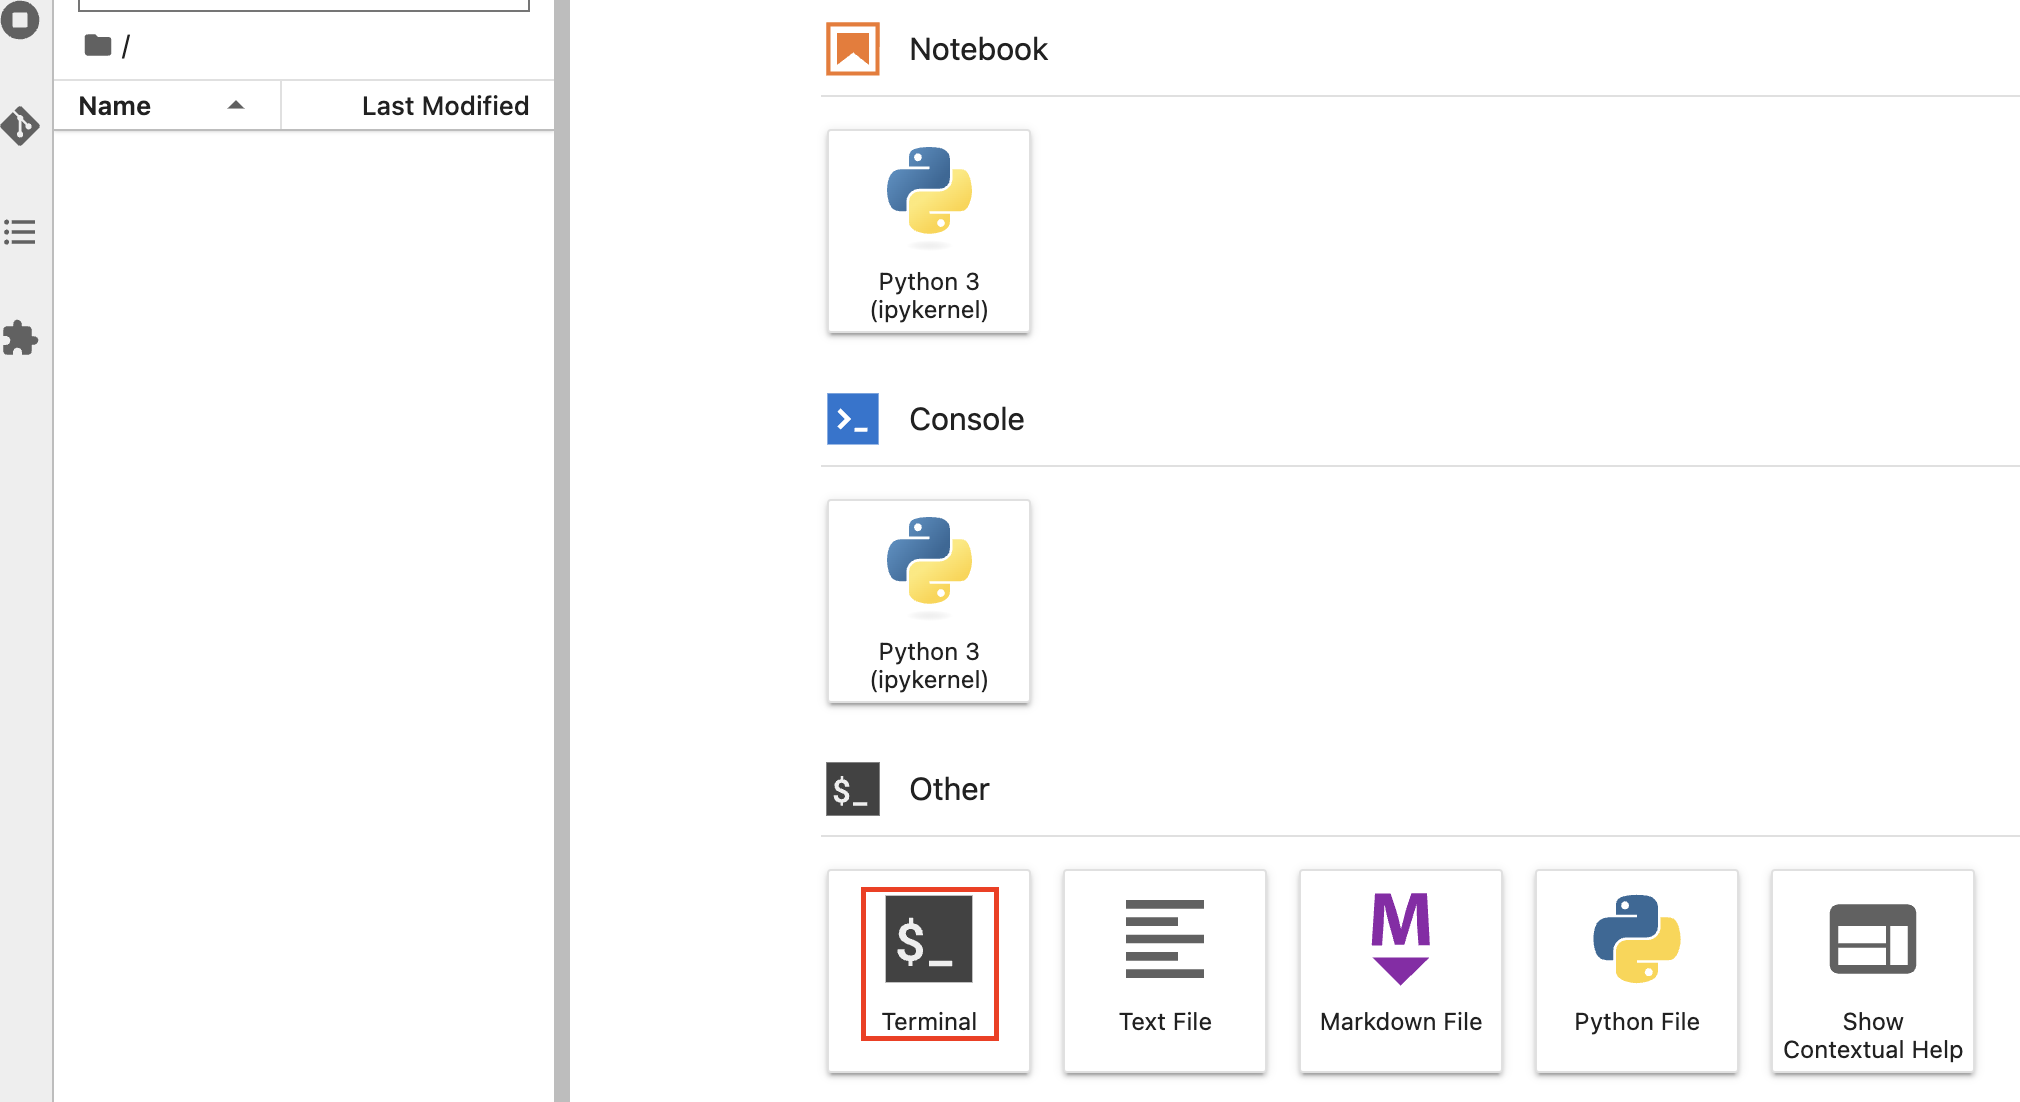 /
Name
Last Modified
Notebook
Python 3
(ipykernel)
Console
Python 3
(ipykernel)
$_
Other
$_
Terminal
Text File
M
Markdown File
Python File
Show
Contextual Help